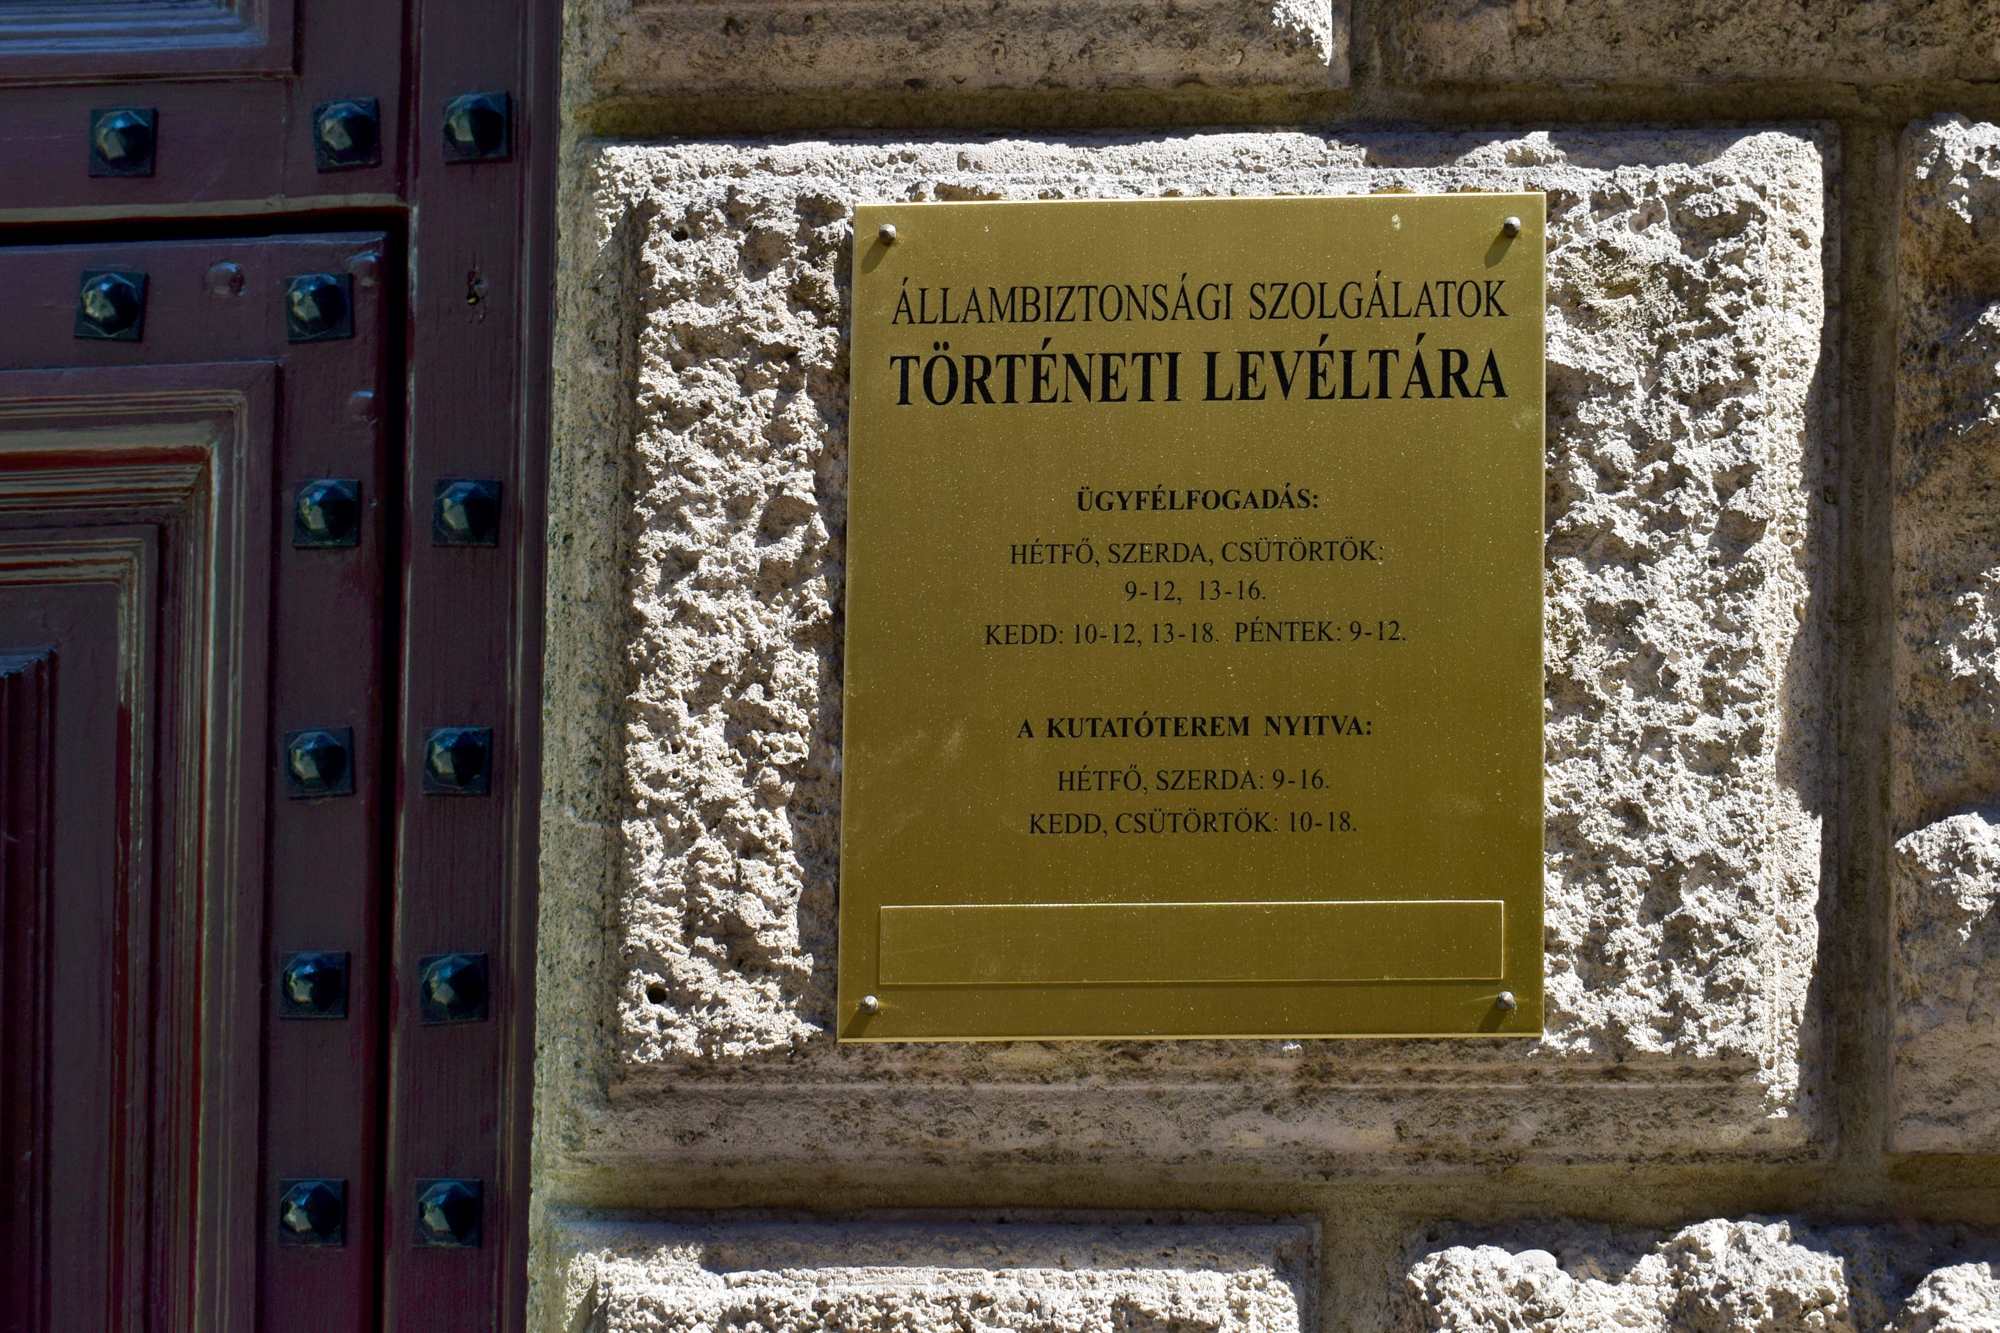 ÁLLAMBIZTONSÁGI SZOLGÁLATOK
TÖRTÉNETI LEVÉLTÁRA
ÜGYFÉLFOGADÁS:
HÉTFŐ, SZERDA, CSÜTÖRTÖK:
9-12, 13-16.
KEDD: 10-12, 13-18. PÉNTEK: 9-12.
A KUTATÓTEREM NYITVA:
HÉTFŐ, SZERDA: 9-16.
KEDD, CSÜTÖRTÖK: 10-18.